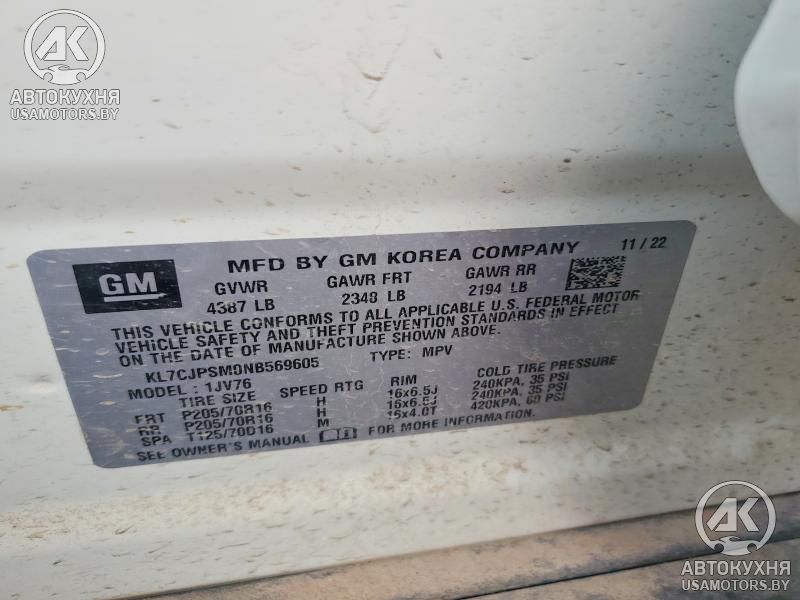 АК
АВТОКУХНЯ
USAMOTORS.BY
GM
MFD BY GM KOREA COMPANY 11 / 22
GVWR GAWR FRT GAWR RR
4387 LB 2348 LB 2194 LB
THIS VEHICLE CONFORMS TO ALL APPLICABLE U.S. FEDERAL MOTOR
VEHICLE SAFETY AND THEFT PREVENTION STANDARDS IN EFFECT
ON THE DATE OF MANUFACTURE SHOWN ABOVE.
KL7CJPSM0NB569605 TYPE: MPV
MODEL: 1JV76
TIRE SIZE SPEED RTG RIM COLD TIRE PRESSURE
FRT P205/70R16 H 16x6.5J 240KPA, 35 PSI
RR P205/70R16 H 16x6.5J 240KPA, 35 PSI
SPA T125/70D16 M 16x4.0T 420KPA, 60 PSI
SEE OWNER'S MANUAL FOR MORE INFORMATION.
АК
АВТОКУХНЯ
USAMOTORS.BY